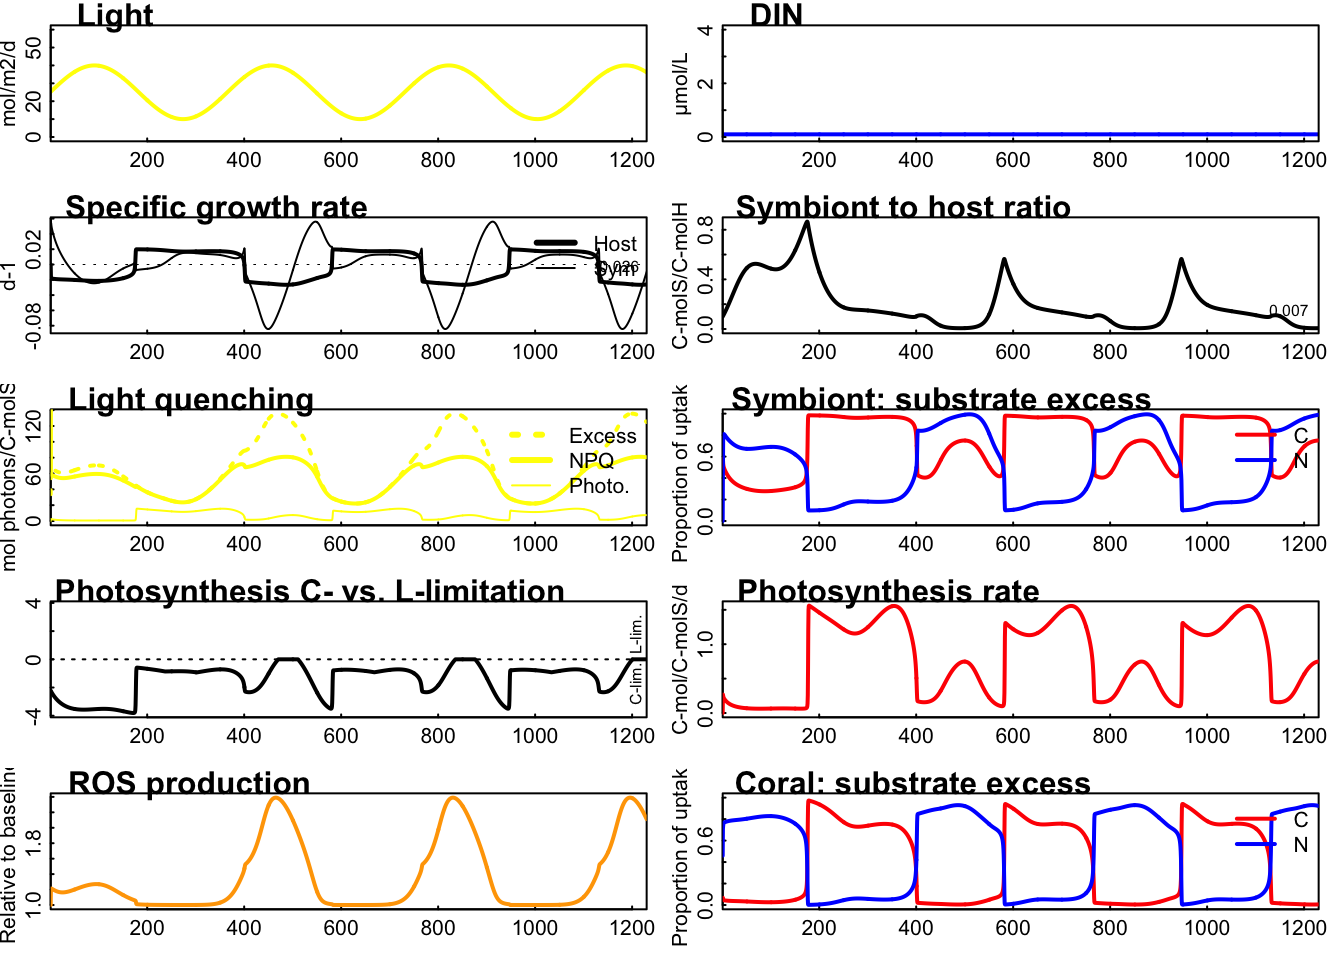 Light
mol/m2/d
0 20 50
200 400 600 800 1000 1200
DIN
µmol/L
0 2 4
200 400 600 800 1000 1200
Specific growth rate
d-1
-0.08 0.02
Host
Sym
200 400 600 800 1000 1200
Symbiont to host ratio
C-molS/C-molH
0.0 0.4 0.8
0.007
200 400 600 800 1000 1200
Light quenching
mol photons/C-molS
0 60 120
Excess
NPQ
Photo.
200 400 600 800 1000 1200
Symbiont: substrate excess
Proportion of uptak
0.0 0.6
C
N
200 400 600 800 1000 1200
Photosynthesis C- vs. L-limitation
-4 0 4
C-lim. L-lim.
200 400 600 800 1000 1200
Photosynthesis rate
C-mol/C-molS/d
0.0 1.0
200 400 600 800 1000 1200
ROS production
Relative to baseline
1.0 1.8
200 400 600 800 1000 1200
Coral: substrate excess
Proportion of uptak
0.0 0.6
C
N
200 400 600 800 1000 1200